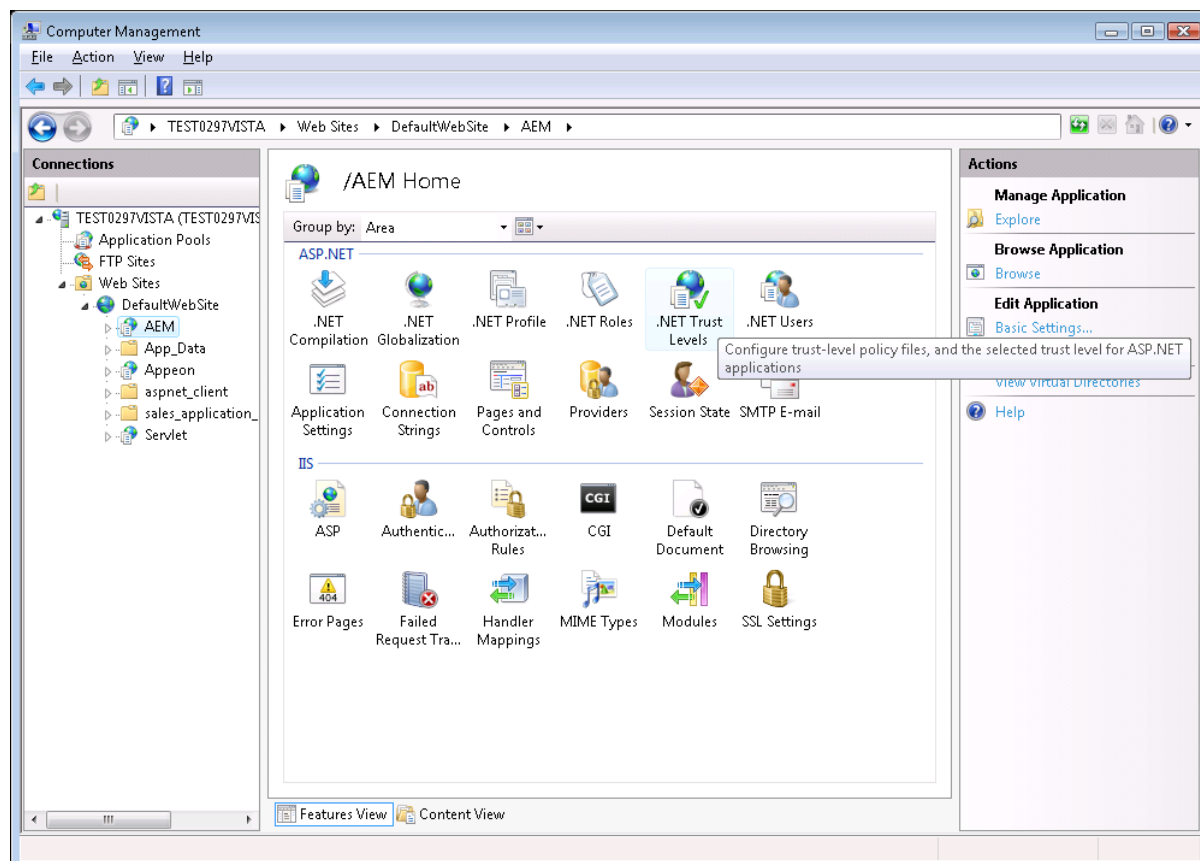 Computer Management
File Action View Help
TEST0297VISTA Web Sites DefaultWebSite AEM
Connections
TEST0297VISTA (TEST0297VIS
Application Pools
FTP Sites
Web Sites
DefaultWebSite
AEM
App_Data
Appeon
aspnet_client
sales_application_
Servlet
/AEM Home
Group by: Area
ASP.NET
.NET Compilation
.NET Globalization
.NET Profile
.NET Roles
.NET Trust Levels
.NET Users
Configure trust-level policy files, and the selected trust level for ASP.NET
applications
Application Settings
Connection Strings
Pages and Controls
Providers
Session State
SMTP E-mail
ab
IIS
ASP
Authentic...
Authorizat... Rules
CGI
CGI
Default Document
Directory Browsing
404
Error Pages
Failed Request Tra...
Handler Mappings
MIME Types
Modules
SSL Settings
Features View
Content View
Actions
Manage Application
Explore
Browse Application
Browse
Edit Application
Basic Settings...
View Virtual Directories
Help